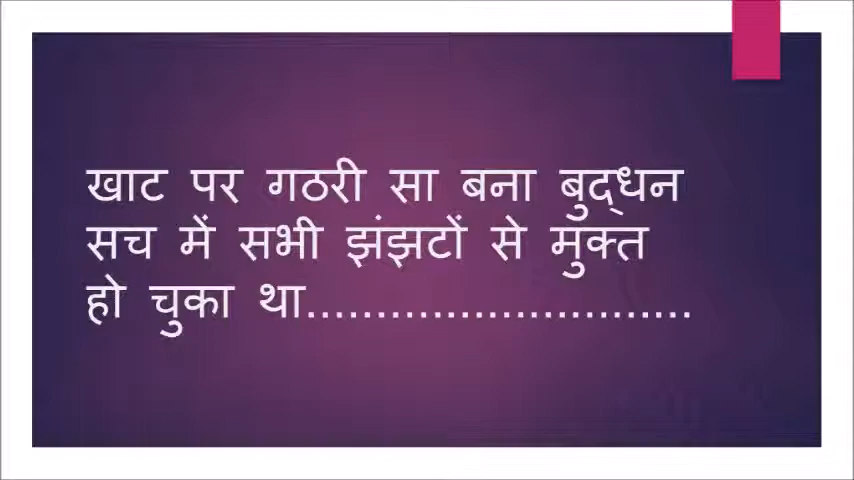 खाट पर गठरी सा बना बुद्‌धन
सच में सभी झंझटों से मुक्त
हो चुका था............................